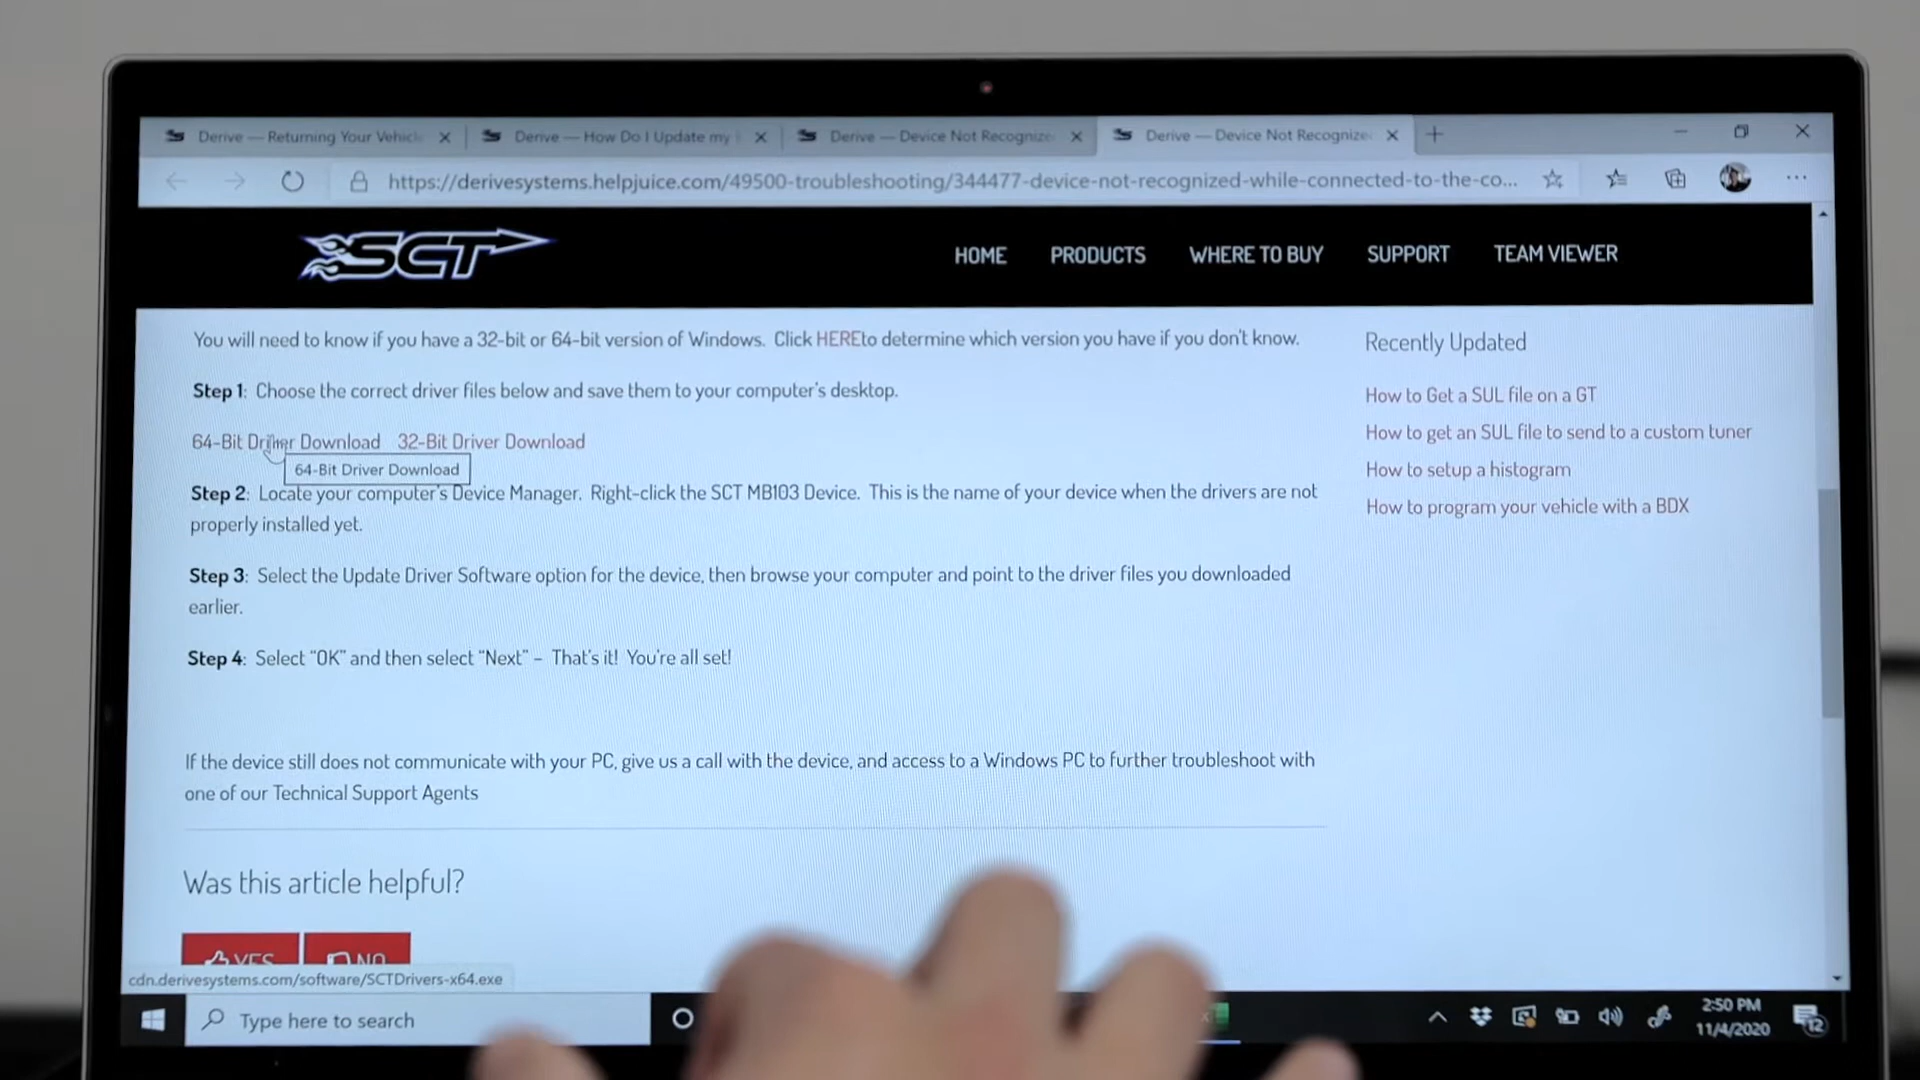 Derive — Returning Your Vehicle
Derive — How Do I Update my
Derive — Device Not Recognize
Derive — Device Not Recognize
https://derivesystems.helpjuice.com/49500-troubleshooting/344477-device-not-recognized-while-connected-to-the-co...
SCT
HOME PRODUCTS WHERE TO BUY SUPPORT TEAM VIEWER
You will need to know if you have a 32-bit or 64-bit version of Windows. Click HEREto determine which version you have if you don't know.
Step 1: Choose the correct driver files below and save them to your computer's desktop.
64-Bit Driver Download 32-Bit Driver Download
64-Bit Driver Download
Step 2: Locate your computer's Device Manager. Right-click the SCT MB103 Device. This is the name of your device when the drivers are not
properly installed yet.
Step 3: Select the Update Driver Software option for the device, then browse your computer and point to the driver files you downloaded
earlier.
Step 4: Select “OK” and then select “Next” – That's it! You're all set!
If the device still does not communicate with your PC, give us a call with the device, and access to a Windows PC to further troubleshoot with
one of our Technical Support Agents
Was this article helpful?
YES NO
Recently Updated
How to Get a SUL file on a GT
How to get an SUL file to send to a custom tuner
How to setup a histogram
How to program your vehicle with a BDX
cdn.derivesystems.com/software/SCTDrivers-x64.exe
Type here to search
2:50 PM
11/4/2020
12